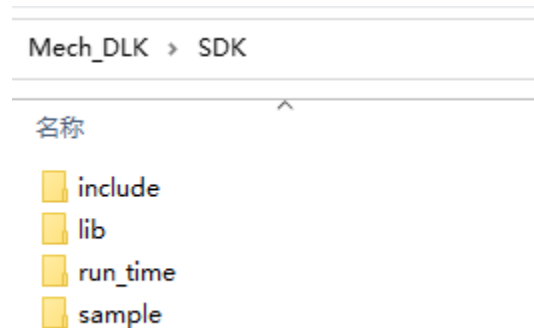 Mech_DLK > SDK
名称
include
lib
run_time
sample